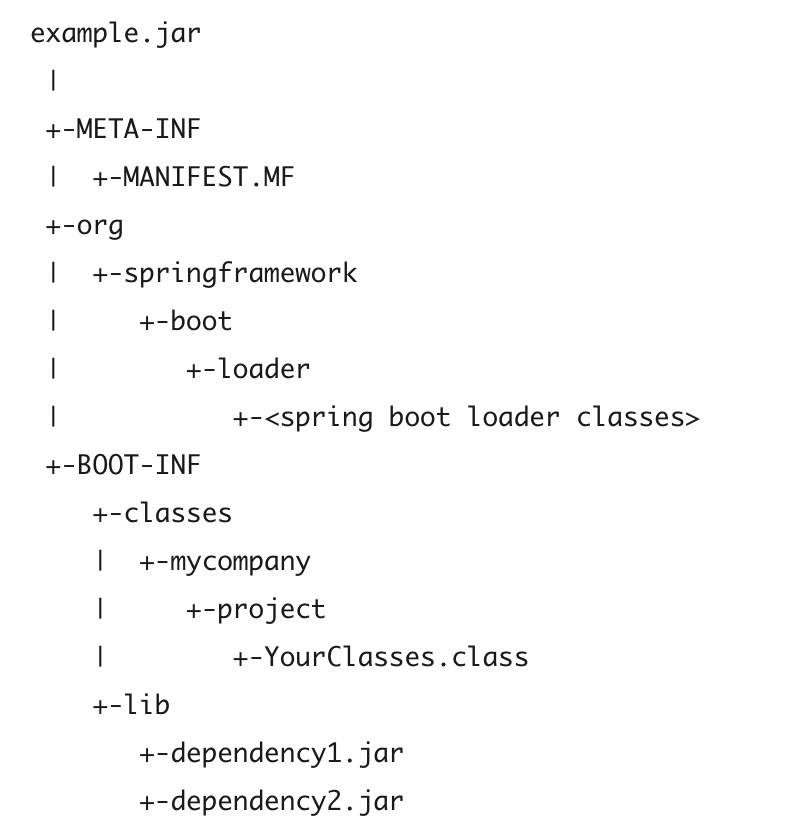 example.jar
 |
 +-META-INF
 |  +-MANIFEST.MF
 +-org
 |  +-springframework
 |     +-boot
 |        +-loader
 |           +-<spring boot loader classes>
 +-BOOT-INF
    +-classes
    |  +-mycompany
    |     +-project
    |        +-YourClasses.class
    +-lib
       +-dependency1.jar
       +-dependency2.jar